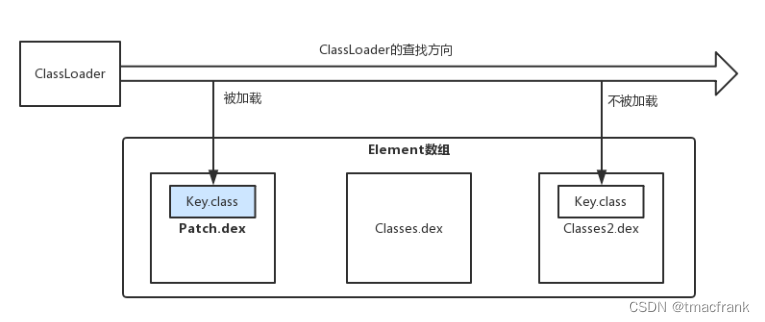 ClassLoader的查找方向
ClassLoader
被加载
不被加载
Element数组
Key.class
Key.class
Patch.dex
Classes.dex
Classes2.dex
CSDN @tmacfrank